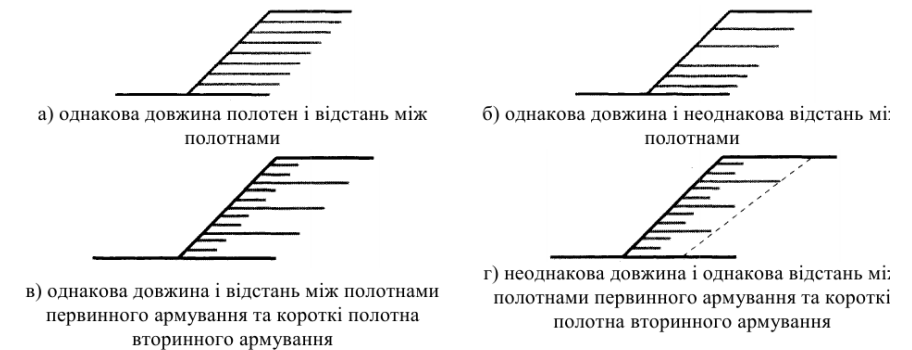 а) однакова довжина полотен і відстань між
полотнами
б) однакова довжина і неоднакова відстань мі
полотнами
в) однакова довжина і відстань між полотнами
первинного армування та короткі полотна
вторинного армування
г) неоднакова довжина і однакова відстань мі
полотнами первинного армування та короткі
полотна вторинного армування